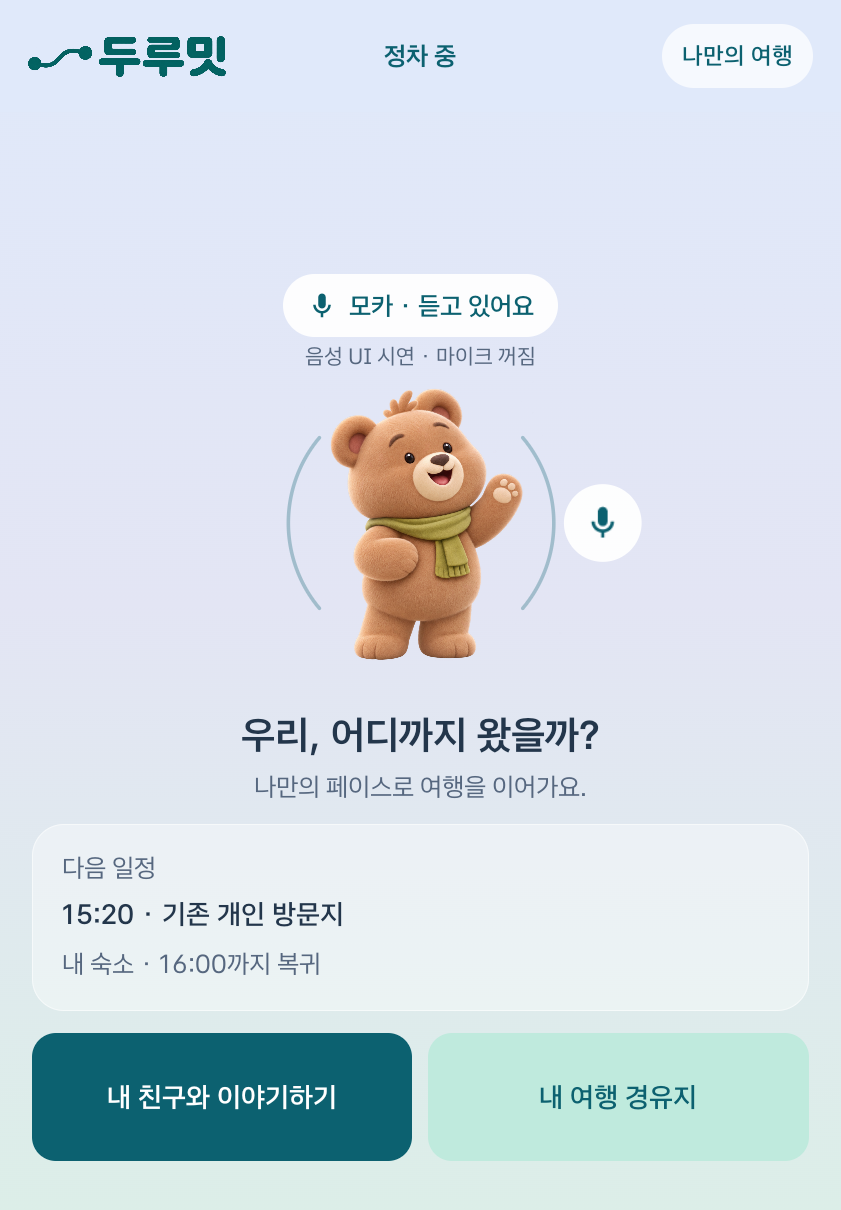 두루밋
정차 중
나만의 여행
모카 · 듣고 있어요
음성 UI 시연 · 마이크 꺼짐
우리, 어디까지 왔을까?
나만의 페이스로 여행을 이어가요.
다음 일정
15:20 · 기존 개인 방문지
내 숙소 · 16:00까지 복귀
내 친구와 이야기하기
내 여행 경유지